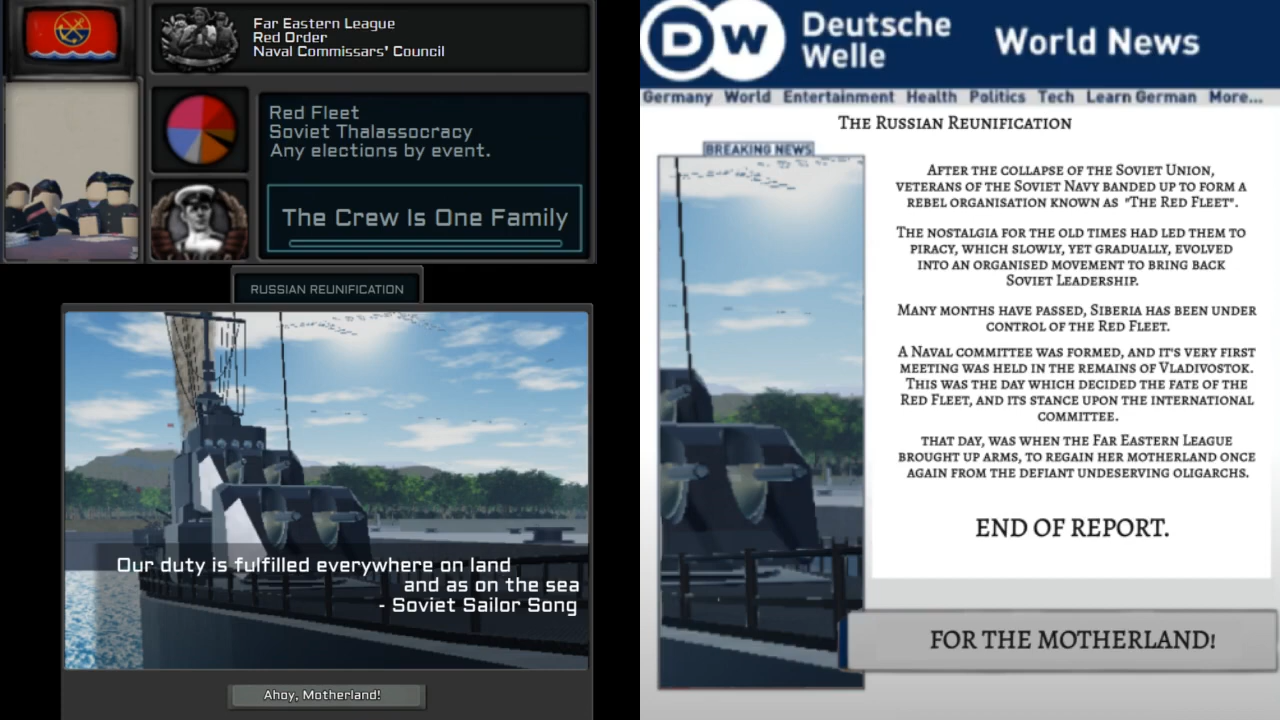 Far Eastern League
Red Order
Naval Commissars' Council
Red Fleet
Soviet Thalassocracy
Any elections by event.
The Crew Is One Family
RUSSIAN REUNIFICATION
Our duty is fulfilled everywhere on land
and as on the sea
- Soviet Sailor Song
Ahoy, Motherland!
DW Deutsche
Welle
World News
Germany World Entertainment Health Politics Tech Learn German More...
The Russian Reunification
BREAKING NEWS
After the collapse of the Soviet Union,
veterans of the Soviet Navy banded up to form a
rebel organisation known as "The Red Fleet".
The nostalgia for the old times had led them to
piracy, which slowly, yet gradually, evolved
into an organised movement to bring back
Soviet Leadership.
Many months have passed, Siberia has been under
control of the Red Fleet.
A Naval committee was formed, and it's very first
meeting was held in the remains of Vladivostok.
This was the day which decided the fate of the
Red Fleet, and its stance upon the international
committee.
that day, was when the Far Eastern League
brought up arms, to regain her motherland once
again from the defiant undeserving oligarchs.
END OF REPORT.
FOR THE MOTHERLAND!